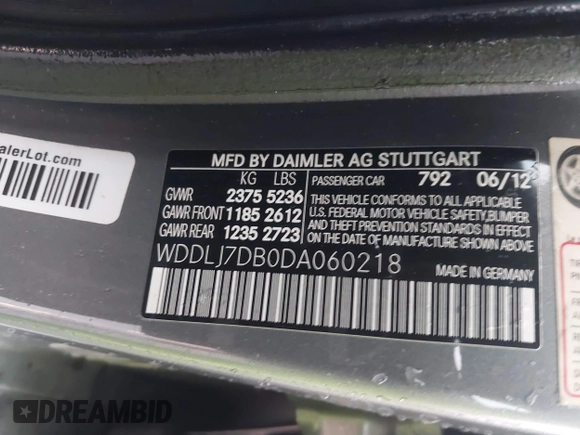 alerLot.com
MFD BY DAIMLER AG STUTTGART
KG LBS
GVWR 2375 5236
GAWR FRONT 1185 2612
GAWR REAR 1235 2723
PASSENGER CAR 792 06/12
THIS VEHICLE CONFORMS TO ALL APPLICABLE
U.S. FEDERAL MOTOR VEHICLE SAFETY, BUMPER
AND THEFT PREVENTION STANDARDS IN EFFECT
ON THE DATE OF MANUFACTURE SHOWN ABOVE.
WDDLJ7DB0DA060218
MADE IN GERMANY
DREAMBID